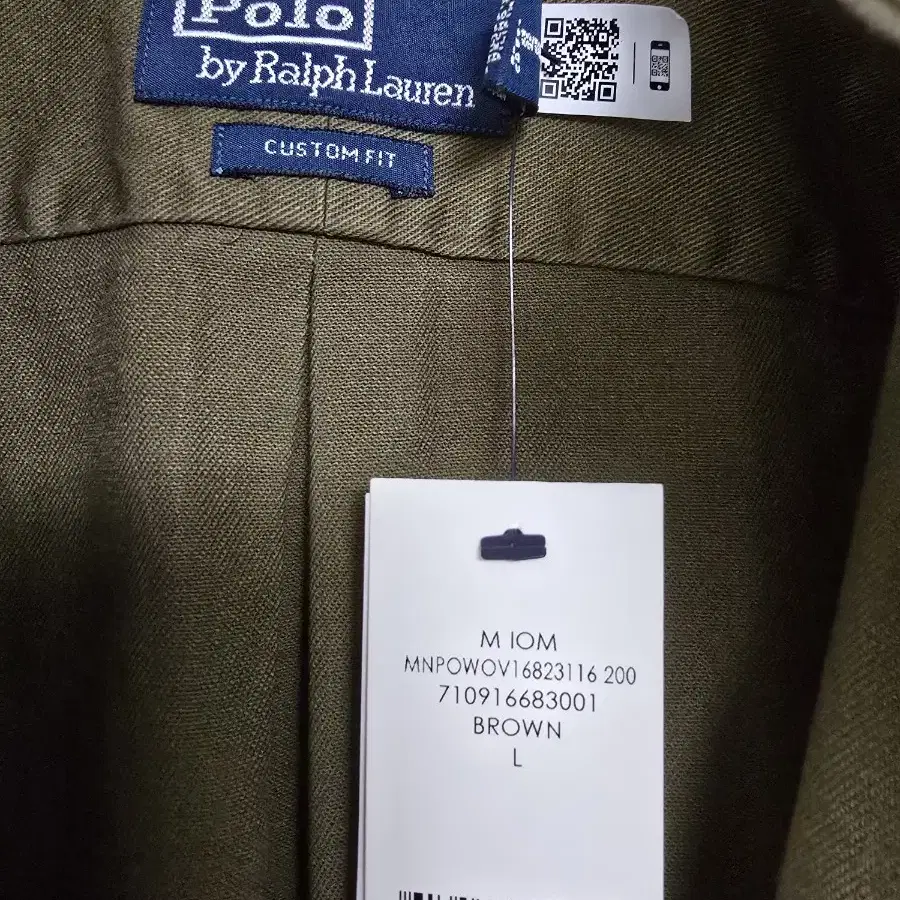 Polo
by Ralph Lauren
CUSTOM FIT
M IOM
MNPOWOV16823116 200
710916683001
BROWN
L